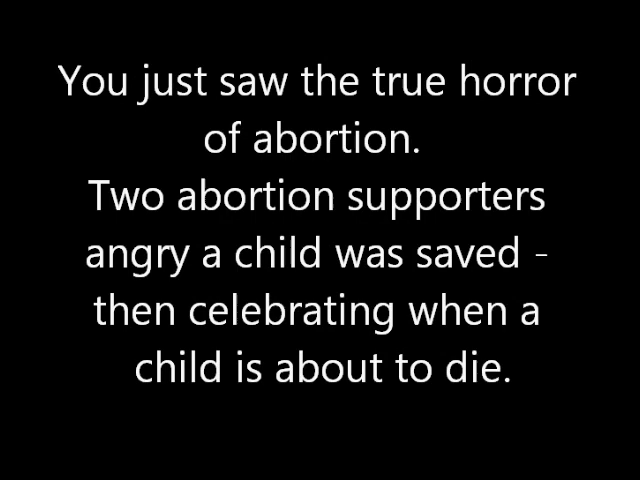 You just saw the true horror
of abortion.
Two abortion supporters
angry a child was saved -
then celebrating when a
child is about to die.